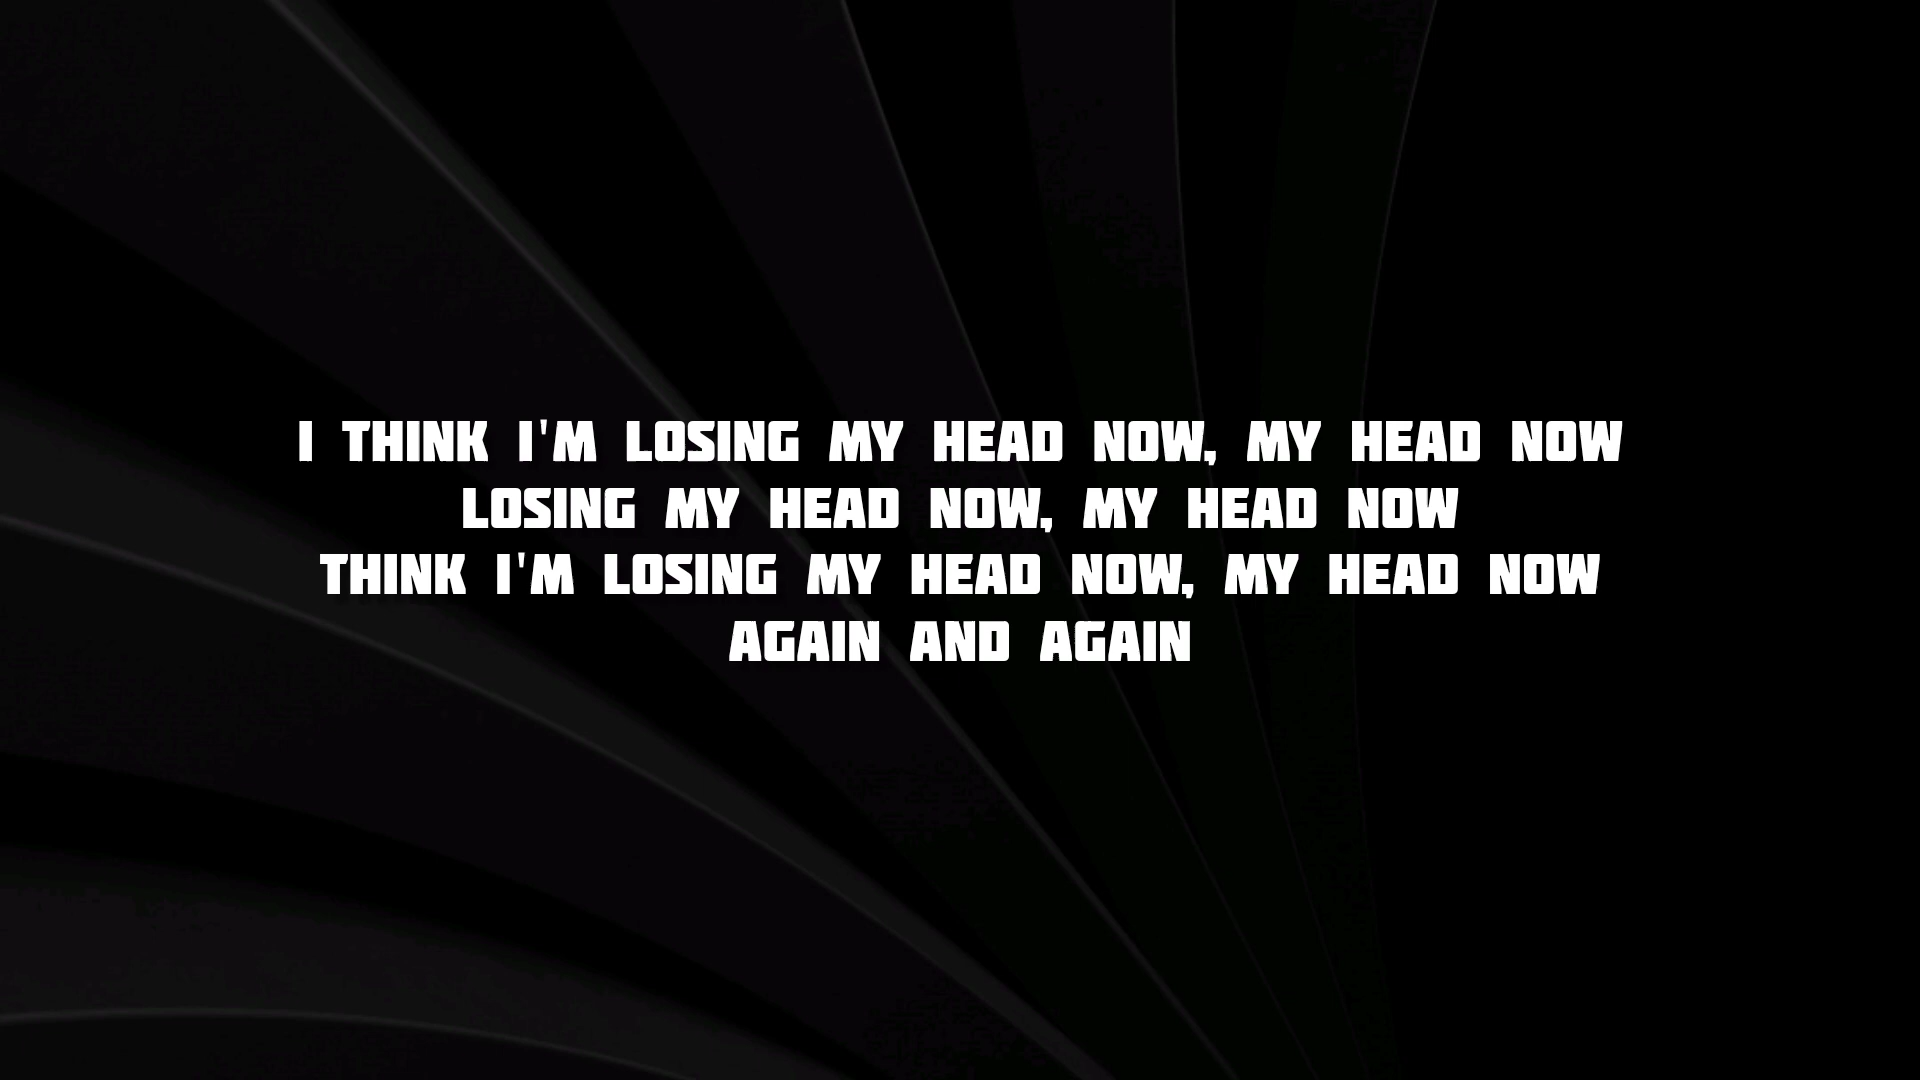 I THINK I'M LOSING MY HEAD NOW, MY HEAD NOW
LOSING MY HEAD NOW, MY HEAD NOW
THINK I'M LOSING MY HEAD NOW, MY HEAD NOW
AGAIN AND AGAIN